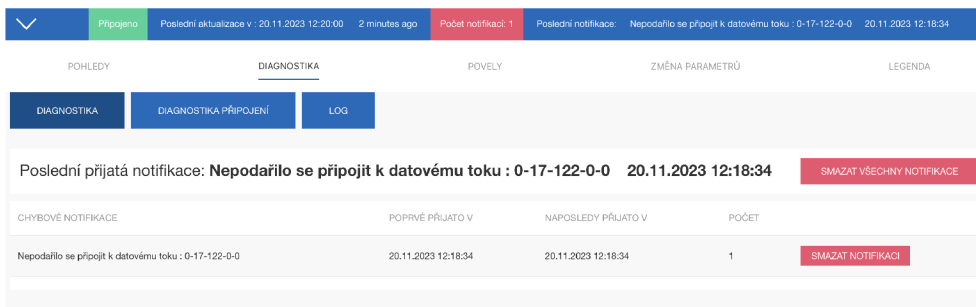 Připojeno Poslední aktualizace v : 20.11.2023 12:20:00 2 minutes ago Počet notifikací: 1 Poslední notifikace: Nepodařilo se připojit k datovému toku : 0-17-122-0-0 20.11.2023 12:18:34
POHLEDY DIAGNOSTIKA POVELY ZMĚNA PARAMETRŮ LEGENDA
DIAGNOSTIKA DIAGNOSTIKA PŘIPOJENÍ LOG
Poslední přijatá notifikace: Nepodařilo se připojit k datovému toku : 0-17-122-0-0 20.11.2023 12:18:34 SMAZAT VŠECHNY NOTIFIKACE
CHYBOVÉ NOTIFIKACE POPRVÉ PŘIJATO V NAPOSLEDY PŘIJATO V POČET
Nepodařilo se připojit k datovému toku : 0-17-122-0-0 20.11.2023 12:18:34 20.11.2023 12:18:34 1 SMAZAT NOTIFIKACI